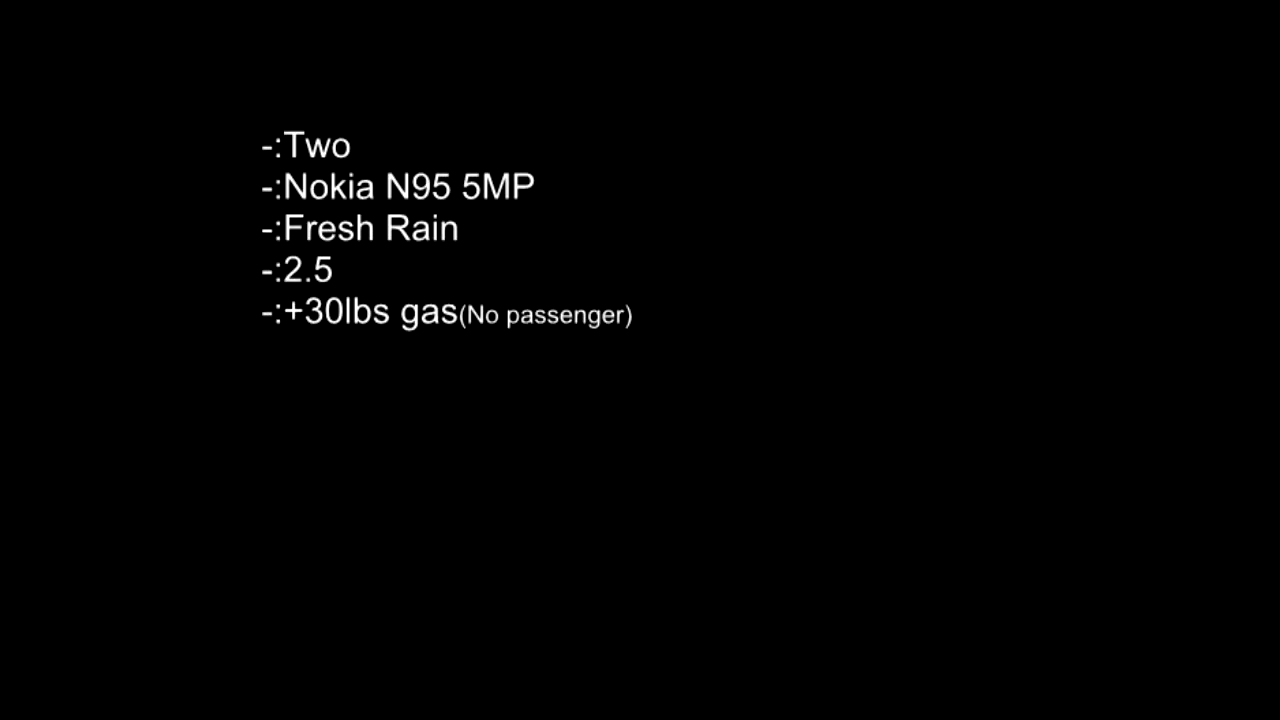 -:Two
-:Nokia N95 5MP
-:Fresh Rain
-:2.5
-:+30lbs gas(No passenger)